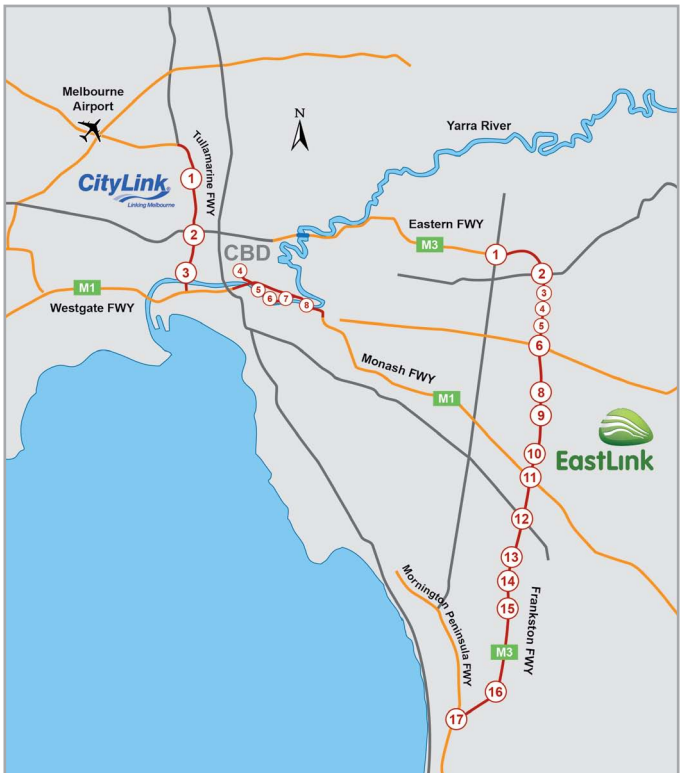 Melbourne
Airport
N
Yarra River
Tullamarine FWY
CityLink
Linking Melbourne
1
2
3
CBD
4
5
6
7
8
M1
Westgate FWY
Eastern FWY
M3
1
2
3
4
5
6
8
9
10
11
12
13
14
15
16
17
Monash FWY
M1
EastLink
Mornington Peninsula FWY
Frankston FWY
M3